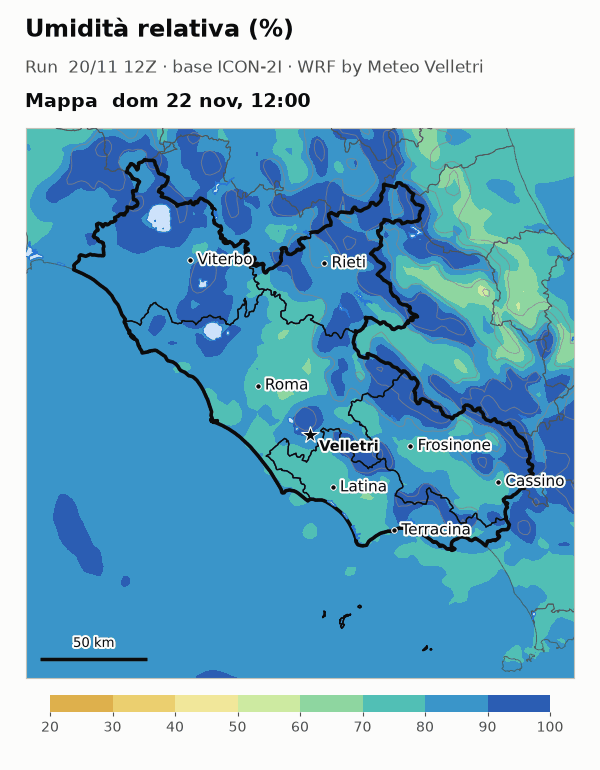 Umidità relativa (%)
Run  20/11 12Z · base ICON-2I · WRF by Meteo Velletri
Mappa  dom 22 nov, 12:00
Viterbo
Rieti
Roma
Velletri
Frosinone
Cassino
Latina
Terracina
50 km
20 30 40 50 60 70 80 90 100